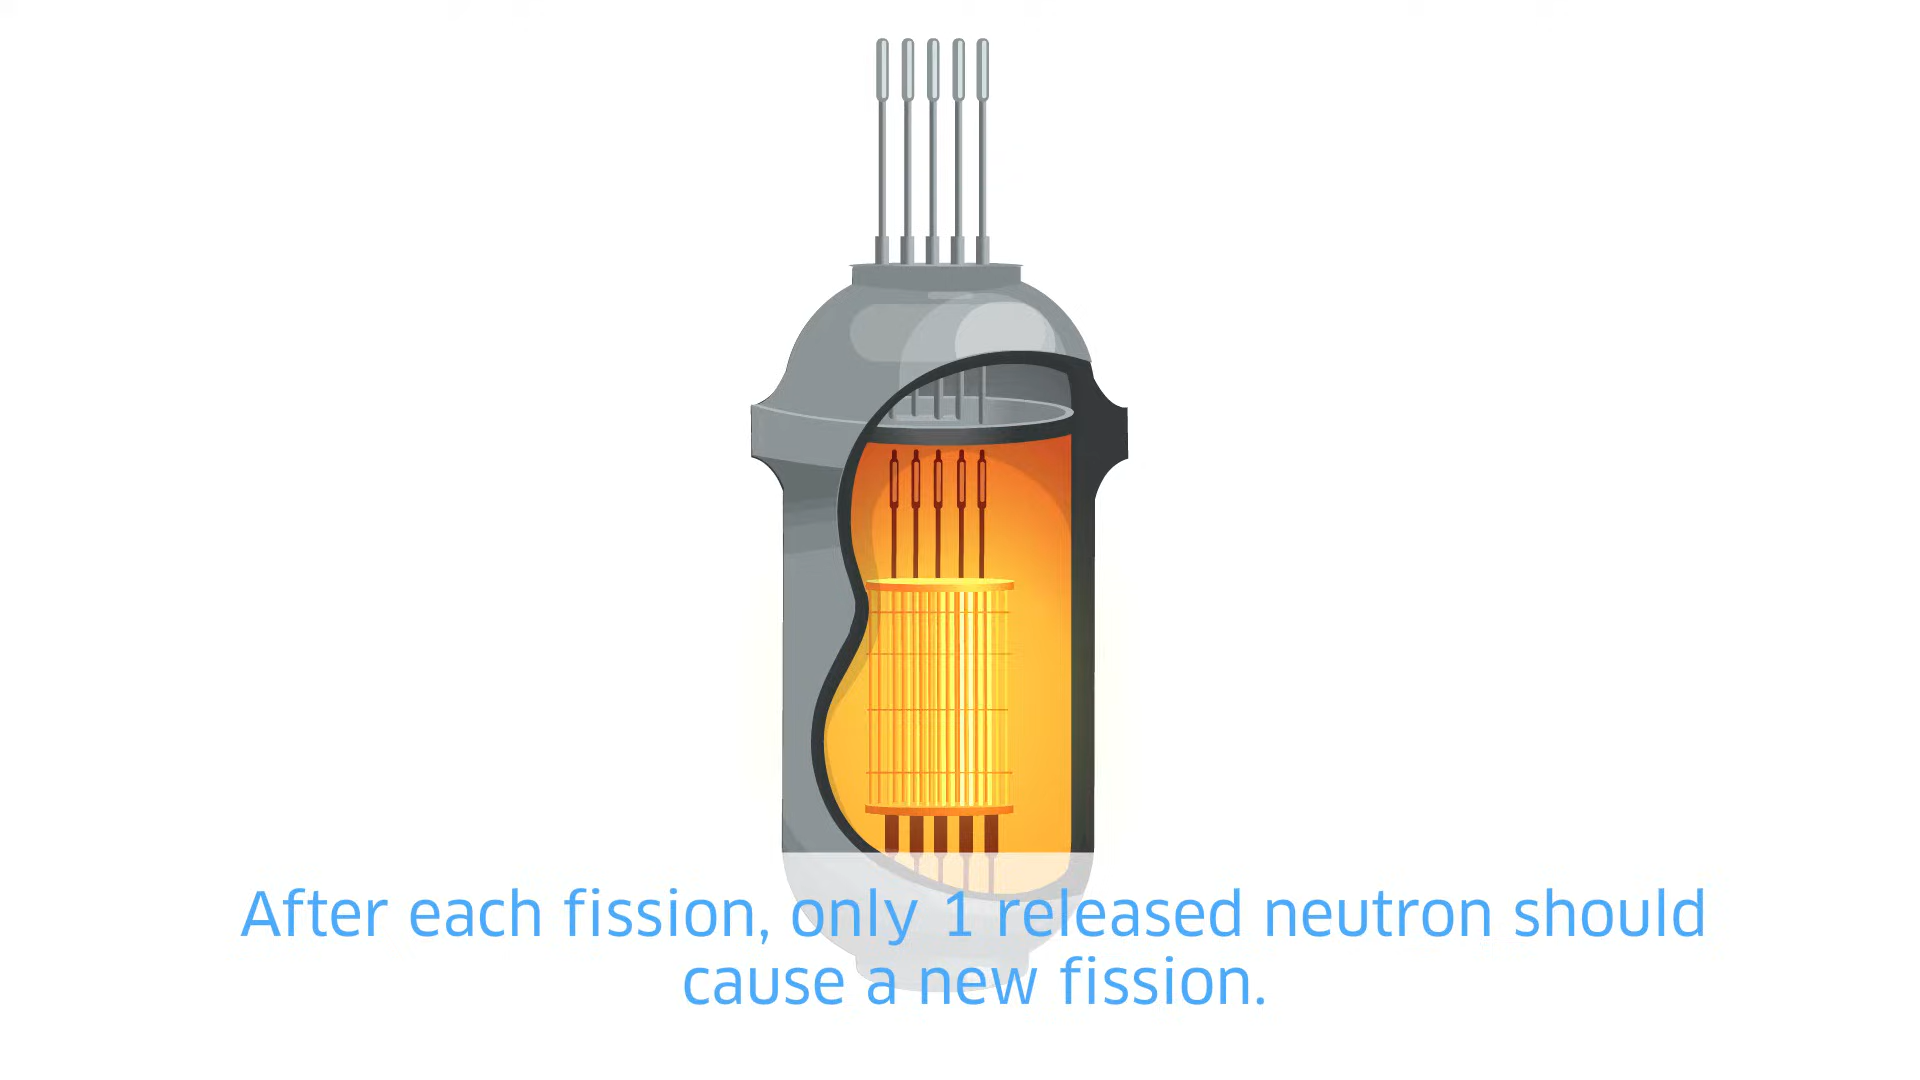 After each fission, only 1 released neutron should
cause a new fission.